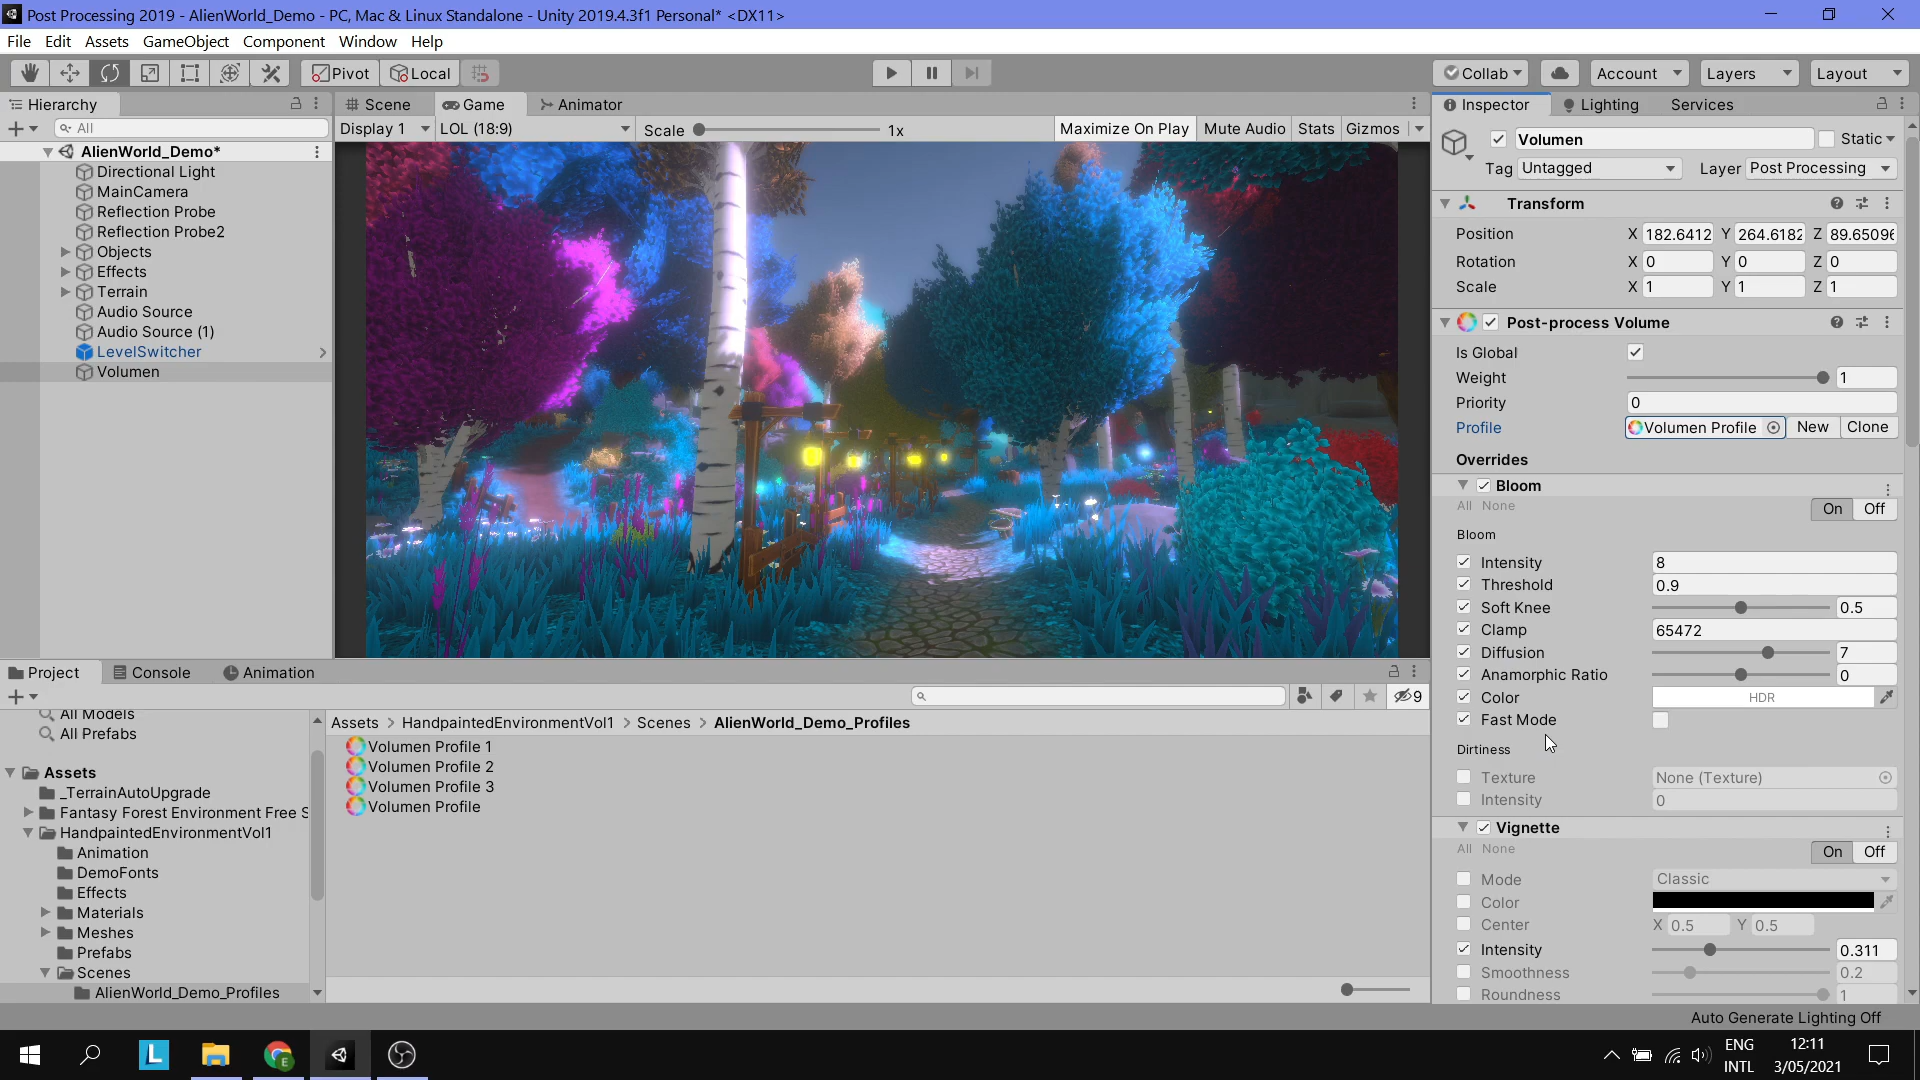 Post Processing 2019 - AlienWorld_Demo - PC, Mac & Linux Standalone - Unity 2019.4.3f1 Personal* <DX11>
File Edit Assets GameObject Component Window Help
Pivot Local Collab Account Layers Layout
Hierarchy
All
AlienWorld_Demo*
Directional Light
MainCamera
Reflection Probe
Reflection Probe2
Objects
Effects
Terrain
Audio Source
Audio Source (1)
LevelSwitcher
Volumen
Scene Game Animator
Display 1 LOL (18:9) Scale 1x Maximize On Play Mute Audio Stats Gizmos
Inspector Lighting Services
Volumen Static
Tag Untagged Layer Post Processing
Transform
Position X 182.6412 Y 264.6182 Z 89.65096
Rotation X 0 Y 0 Z 0
Scale X 1 Y 1 Z 1
Post-process Volume
Is Global
Weight 1
Priority 0
Profile Volumen Profile New Clone
Overrides
Bloom
All None On Off
Bloom
Intensity 8
Threshold 0.9
Soft Knee 0.5
Clamp 65472
Diffusion 7
Anamorphic Ratio 0
Color HDR
Fast Mode
Dirtiness
Texture None (Texture)
Intensity 0
Vignette
All None On Off
Mode Classic
Color
Center X 0.5 Y 0.5
Intensity 0.311
Smoothness 0.2
Roundness 1
Project Console Animation
9
All Models
All Prefabs
Assets
_TerrainAutoUpgrade
Fantasy Forest Environment Free S
HandpaintedEnvironmentVol1
Animation
DemoFonts
Effects
Materials
Meshes
Prefabs
Scenes
AlienWorld_Demo_Profiles
Assets > HandpaintedEnvironmentVol1 > Scenes > AlienWorld_Demo_Profiles
Volumen Profile 1
Volumen Profile 2
Volumen Profile 3
Volumen Profile
Auto Generate Lighting Off
L
E
ENG
INTL
12:11
3/05/2021